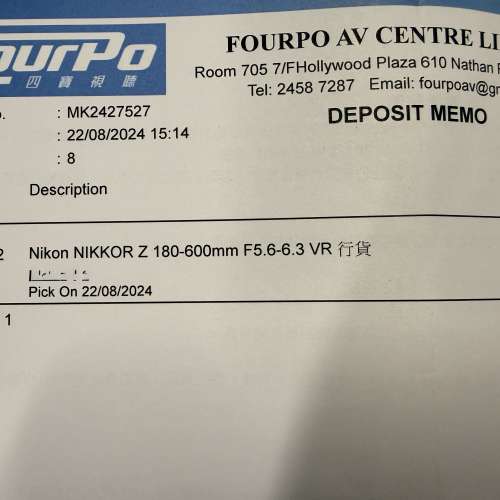 ourPo
四寶視聽
FOURPO AV CENTRE LI
Room 705 7/FHollywood Plaza 610 Nathan
Tel: 2458 7287 Email: fourpoav@g
DEPOSIT MEMO
: MK2427527
: 22/08/2024 15:14
: 8
Description
2 Nikon NIKKOR Z 180-600mm F5.6-6.3 VR 行貨
Pick On 22/08/2024
1